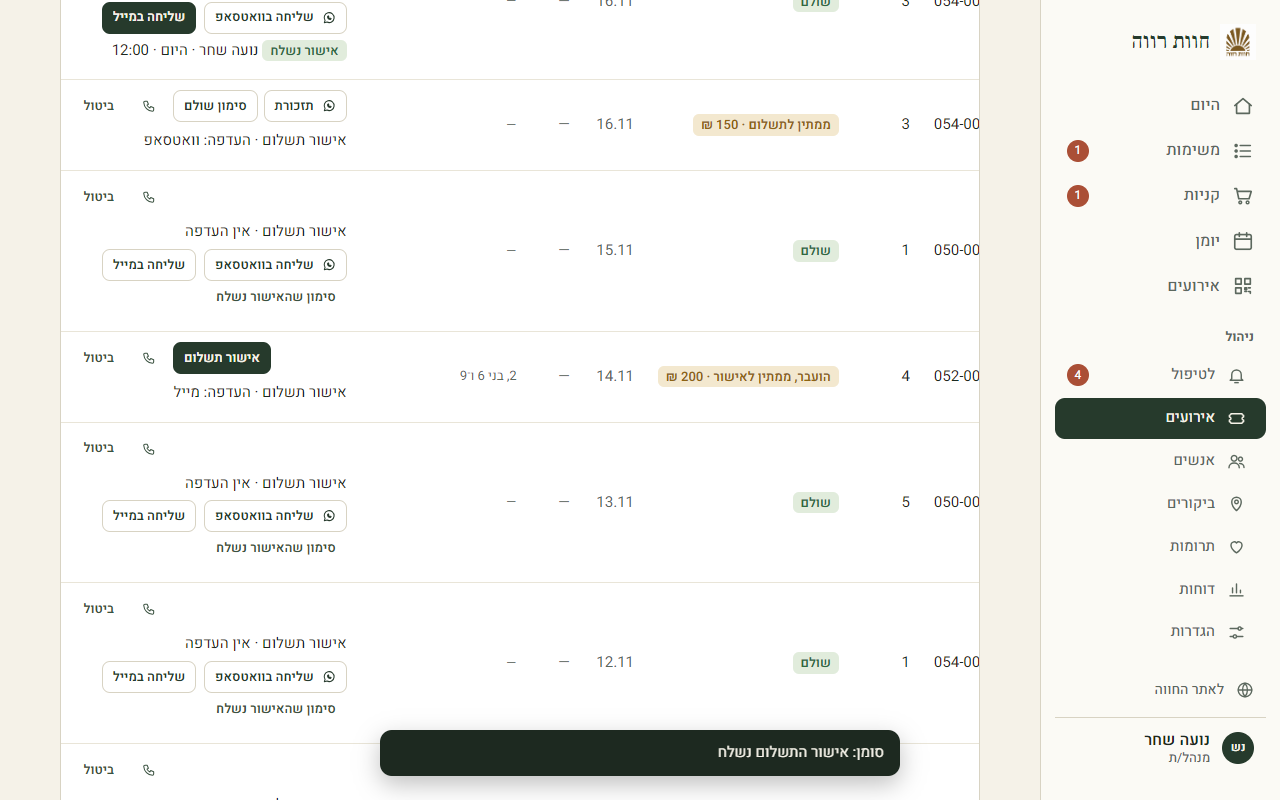 חוות רווה
היום
משימות 1
קניות 1
יומן
אירועים
ניהול
לטיפול 4
אירועים
אנשים
ביקורים
תרומות
דוחות
הגדרות
לאתר החווה
נש
נועה שחר
מנהל/ת
054-00 3 שולם 16.11 — – שליחה בוואטסאפ שליחה במייל
אישור נשלח נועה שחר · היום · 12:00
054-00 3 ממתין לתשלום · 150 ₪ 16.11 — – תזכורת סימון שולם ביטול
אישור תשלום · העדפה: וואטסאפ
ביטול
אישור תשלום · אין העדפה
050-00 1 שולם 15.11 — – שליחה בוואטסאפ שליחה במייל
סימון שהאישור נשלח
052-00 4 הועבר, ממתין לאישור · 200 ₪ 14.11 — 2, בני 6 ו־9 אישור תשלום ביטול
אישור תשלום · העדפה: מייל
ביטול
אישור תשלום · אין העדפה
050-00 5 שולם 13.11 — – שליחה בוואטסאפ שליחה במייל
סימון שהאישור נשלח
ביטול
אישור תשלום · אין העדפה
054-00 1 שולם 12.11 — – שליחה בוואטסאפ שליחה במייל
סימון שהאישור נשלח
סומן: אישור התשלום נשלח
ביטול